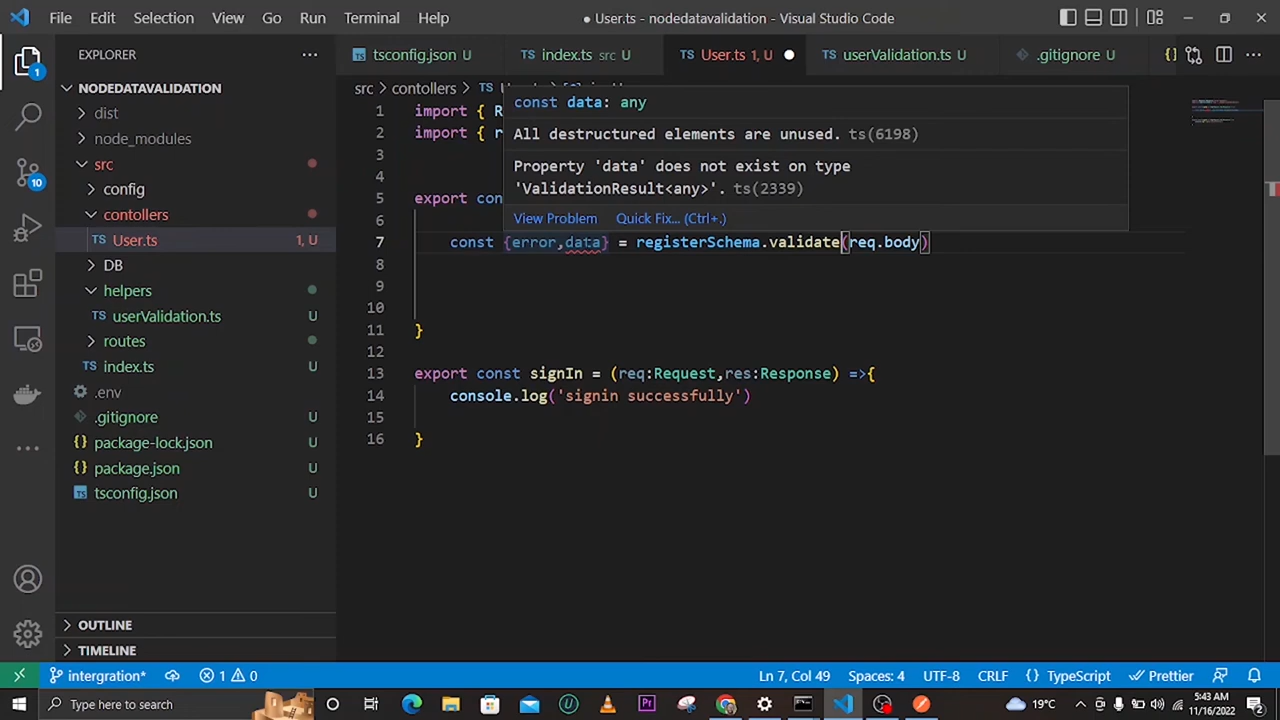 File Edit Selection View Go Run Terminal Help
● User.ts - nodedatavalidation - Visual Studio Code
EXPLORER
NODEDATAVALIDATION
dist
node_modules
src
config
contollers
User.ts 1, U
DB
helpers
userValidation.ts U
routes
index.ts U
.env
.gitignore U
package-lock.json U
package.json U
tsconfig.json U
OUTLINE
TIMELINE
tsconfig.json U index.ts src U User.ts 1, U userValidation.ts U .gitignore U
src > contollers > TS
const data: any
All destructured elements are unused. ts(6198)
Property 'data' does not exist on type
'ValidationResult<any>'. ts(2339)
View Problem Quick Fix... (Ctrl+.)
1 import { R
2 import { r
3
4
5 export con
6
7 const {error,data} = registerSchema.validate(req.body)
8
9
10
11 }
12
13 export const signIn = (req:Request,res:Response) =>{
14 console.log('signin successfully')
15
16 }
intergration* 1 0 Ln 7, Col 49 Spaces: 4 UTF-8 CRLF {} TypeScript Prettier
Type here to search
19°C
5:43 AM
11/16/2022